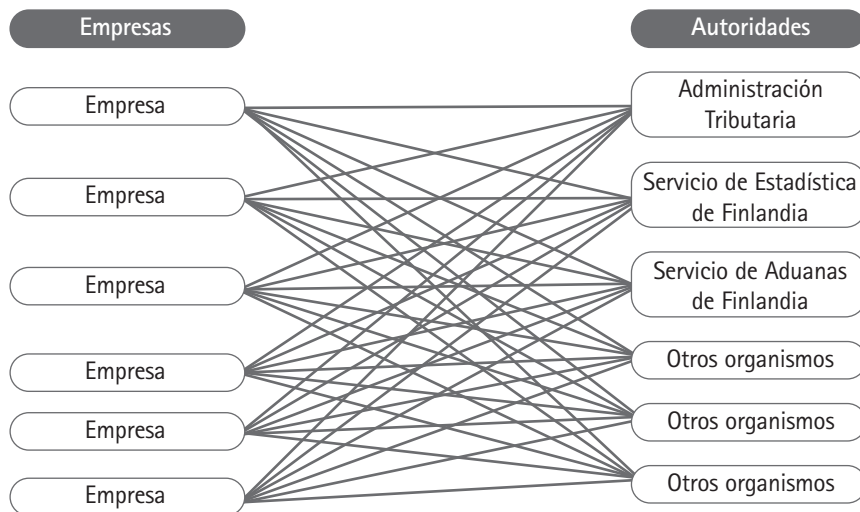 Empresas
Autoridades
Empresa
Empresa
Empresa
Empresa
Empresa
Empresa
Administración
Tributaria
Servicio de Estadística
de Finlandia
Servicio de Aduanas
de Finlandia
Otros organismos
Otros organismos
Otros organismos